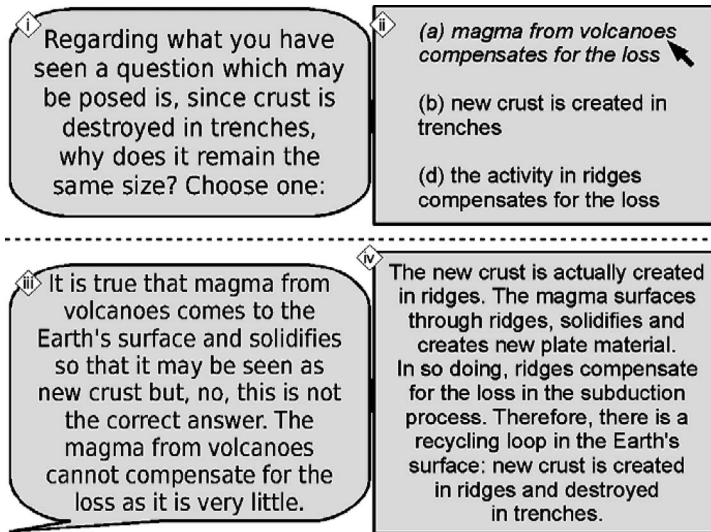 i
Regarding what you have
seen a question which may
be posed is, since crust is
destroyed in trenches,
why does it remain the
same size? Choose one:
ii
(a) magma from volcanoes
compensates for the loss
(b) new crust is created in
trenches
(d) the activity in ridges
compensates for the loss
iii
It is true that magma from
volcanoes comes to the
Earth's surface and solidifies
so that it may be seen as
new crust but, no, this is not
the correct answer. The
magma from volcanoes
cannot compensate for the
loss as it is very little.
iv
The new crust is actually created
in ridges. The magma surfaces
through ridges, solidifies and
creates new plate material.
In so doing, ridges compensate
for the loss in the subduction
process. Therefore, there is a
recycling loop in the Earth's
surface: new crust is created
in ridges and destroyed
in trenches.